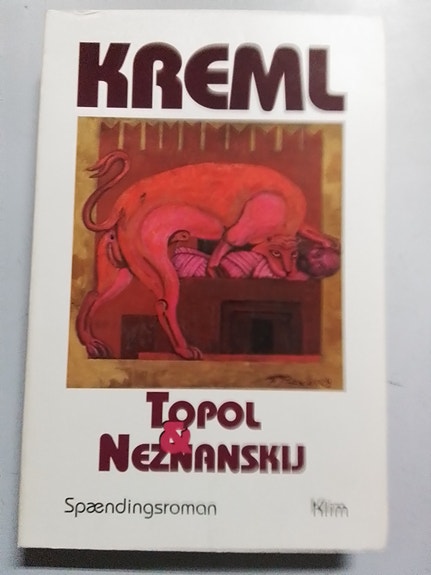 KREML
TOPOL
&
NEZNANSKIJ
Spændingsroman
Klim